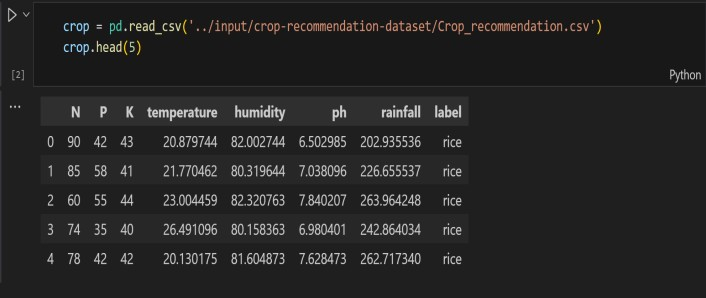 crop = pd.read_csv('../input/crop-recommendation-dataset/Crop_recommendation.csv')
crop.head(5)
[2]
Python
...
N P K temperature humidity ph rainfall label
0 90 42 43 20.879744 82.002744 6.502985 202.935536 rice
1 85 58 41 21.770462 80.319644 7.038096 226.655537 rice
2 60 55 44 23.004459 82.320763 7.840207 263.964248 rice
3 74 35 40 26.491096 80.158363 6.980401 242.864034 rice
4 78 42 42 20.130175 81.604873 7.628473 262.717340 rice